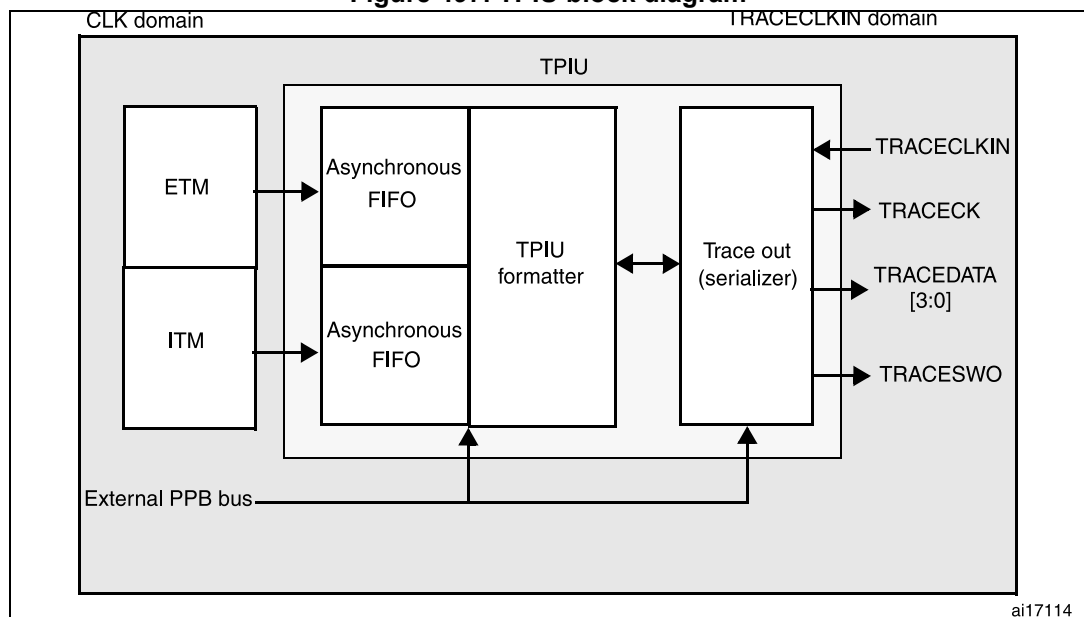 CLK domain
TRACECLKIN domain
TPIU
ETM
Asynchronous
FIFO
TPIU
formatter
Trace out
(serializer)
TRACECLKIN
TRACECK
TRACEDATA
[3:0]
TRACESWO
ITM
Asynchronous
FIFO
External PPB bus
ai17114